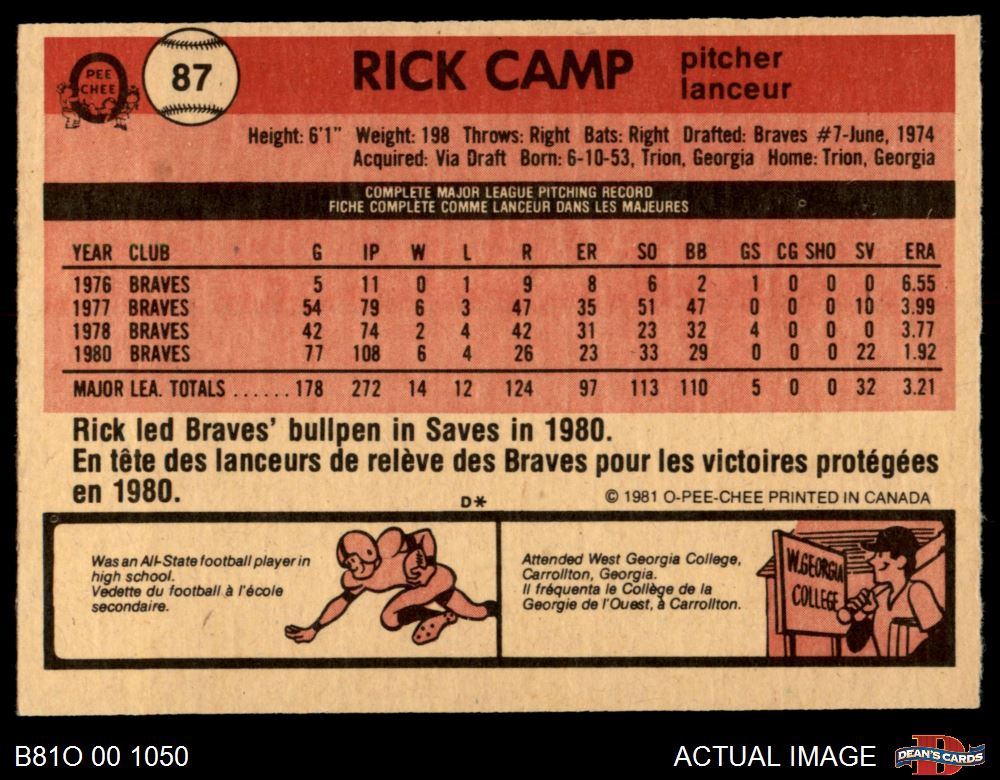 O
PEE
CHEE
87
RICK CAMP
pitcher
lanceur
Height: 6'1" Weight: 198 Throws: Right Bats: Right Drafted: Braves #7-June, 1974
Acquired: Via Draft Born: 6-10-53, Trion, Georgia Home: Trion, Georgia
COMPLETE MAJOR LEAGUE PITCHING RECORD
FICHE COMPLÈTE COMME LANCEUR DANS LES MAJEURES
YEAR CLUB G IP W L R ER SO BB GS CG SHO SV ERA
1976 BRAVES 5 11 0 1 9 8 6 2 1 0 0 0 6.55
1977 BRAVES 54 79 6 3 47 35 51 47 0 0 0 10 3.99
1978 BRAVES 42 74 2 4 42 31 23 32 4 0 0 0 3.77
1980 BRAVES 77 108 6 4 26 23 33 29 0 0 0 22 1.92
MAJOR LEA. TOTALS ...... 178 272 14 12 124 97 113 110 5 0 0 32 3.21
Rick led Braves' bullpen in Saves in 1980.
En tête des lanceurs de relève des Braves pour les victoires protégées
en 1980.
D*
© 1981 O-PEE-CHEE PRINTED IN CANADA
Was an All-State football player in
high school.
Vedette du football à l'école
secondaire.
Attended West Georgia College,
Carrollton, Georgia.
Il fréquenta le Collège de la
Georgie de l'Ouest, à Carrollton.
W.GEORGIA
COLLEGE
B81O 00 1050
ACTUAL IMAGE
D
DEAN'S CARDS